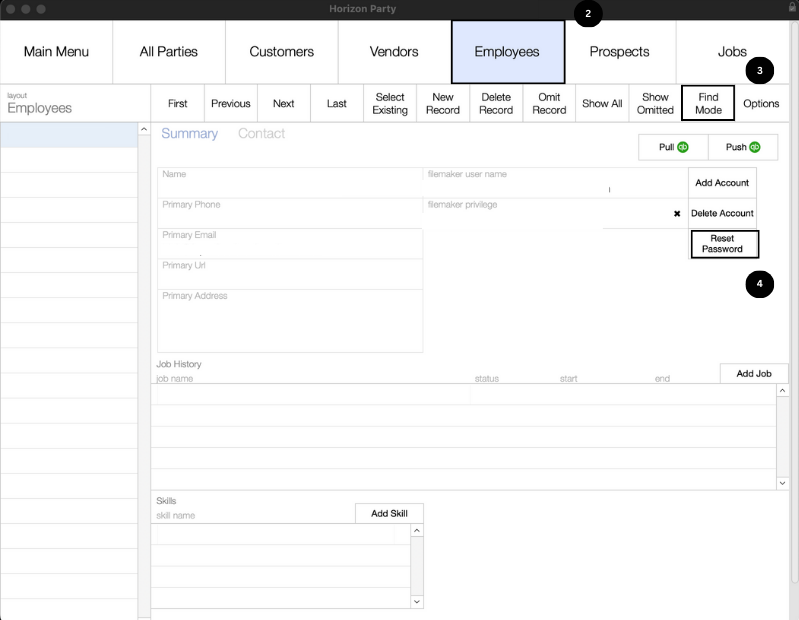 Horizon Party
2
Main Menu
All Parties
Customers
Vendors
Employees
Prospects
Jobs
3
layout
Employees
First
Previous
Next
Last
Select
Existing
New
Record
Delete
Record
Omit
Record
Show All
Show
Omitted
Find
Mode
Options
Summary
Contact
Pull qb
Push qb
Name
filemaker user name
Add Account
Primary Phone
filemaker privilege
Delete Account
Primary Email
Reset
Password
Primary Url
4
Primary Address
Job History
Add Job
job name
status
start
end
Skills
skill name
Add Skill